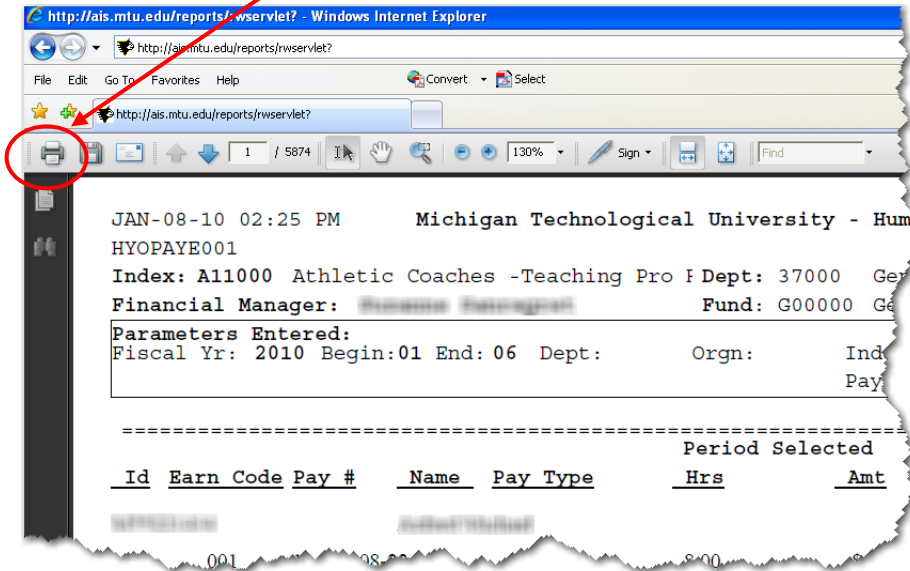 http://ais.mtu.edu/reports/rwservlet? - Windows Internet Explorer
http://ais.mtu.edu/reports/rwservlet?
File Edit Go To Favorites Help Convert Select
http://ais.mtu.edu/reports/rwservlet?
1 / 5874 130% Sign Find
JAN-08-10 02:25 PM Michigan Technological University - Hum
HYOPAYE001
Index: A11000 Athletic Coaches -Teaching Pro F Dept: 37000 Ger
Financial Manager: Fund: G00000 Ge
Parameters Entered:
Fiscal Yr: 2010 Begin:01 End: 06 Dept: Orgn: Ind
Pay
Period Selected
Id Earn Code Pay # Name Pay Type Hrs Amt
001